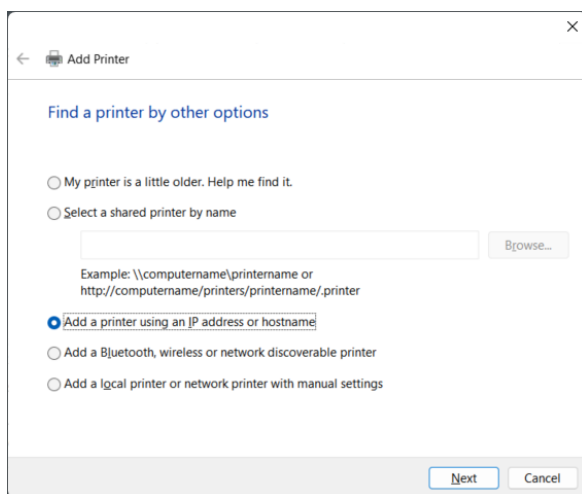 Add Printer
Find a printer by other options
My printer is a little older. Help me find it.
Select a shared printer by name
Browse...
Example: \\computername\printername or
http://computername/printers/printername/.printer
Add a printer using an IP address or hostname
Add a Bluetooth, wireless or network discoverable printer
Add a local printer or network printer with manual settings
Next Cancel